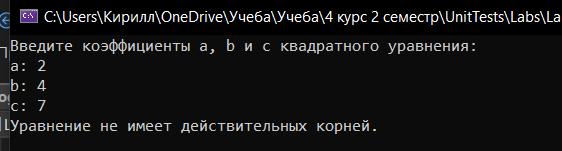 C:\Users\Кирилл\OneDrive\Учеба\Учеба\4 курс 2 семестр\UnitTests\Labs\La
Введите коэффициенты a, b и c квадратного уравнения:
a: 2
b: 4
c: 7
Уравнение не имеет действительных корней.